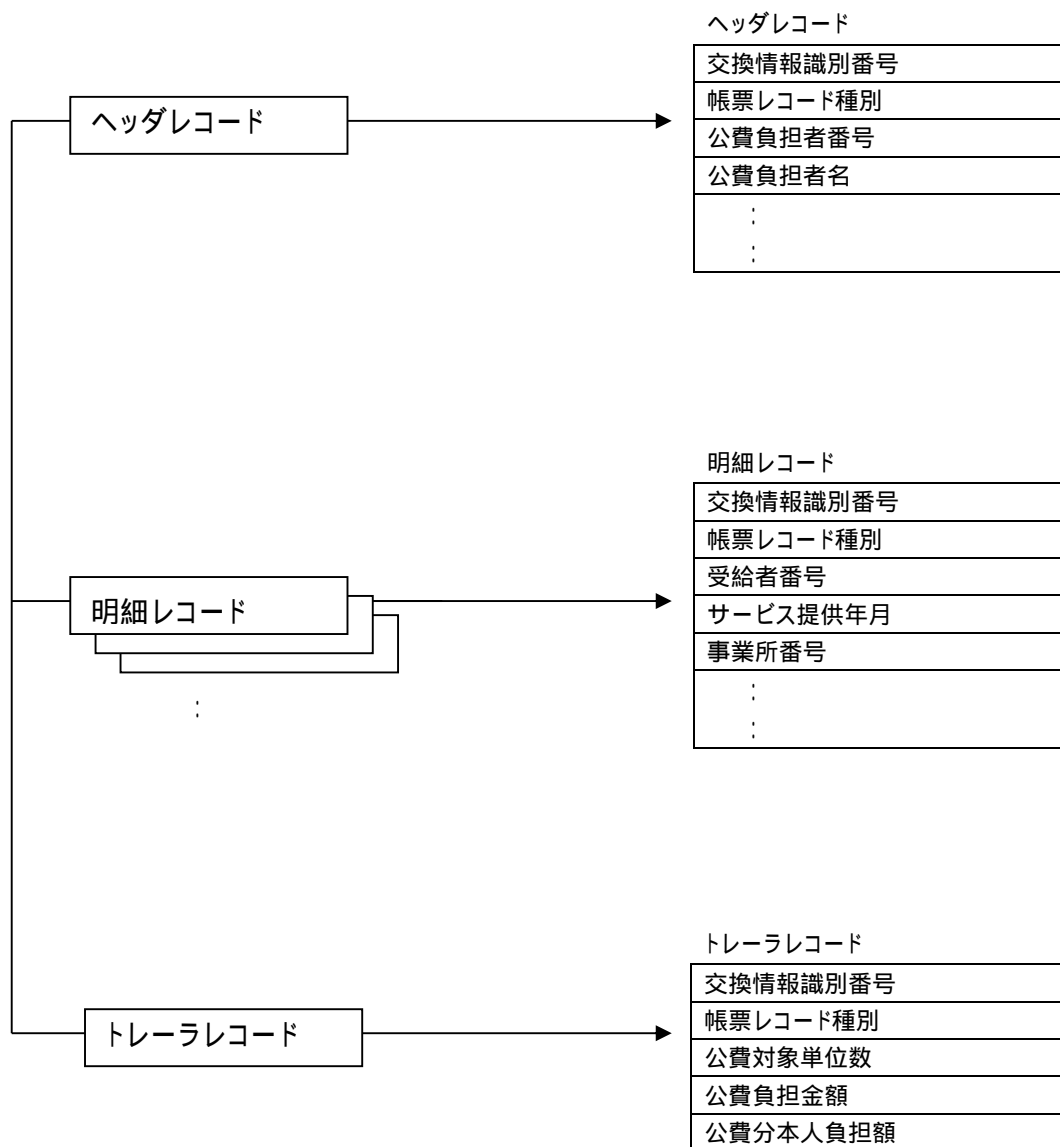 ヘッダレコード
ヘッダレコード
交換情報識別番号
帳票レコード種別
公費負担者番号
公費負担者名
:
:
明細レコード
明細レコード
交換情報識別番号
帳票レコード種別
受給者番号
サービス提供年月
事業所番号
:
:
:
トレーラレコード
トレーラレコード
交換情報識別番号
帳票レコード種別
公費対象単位数
公費負担金額
公費分本人負担額